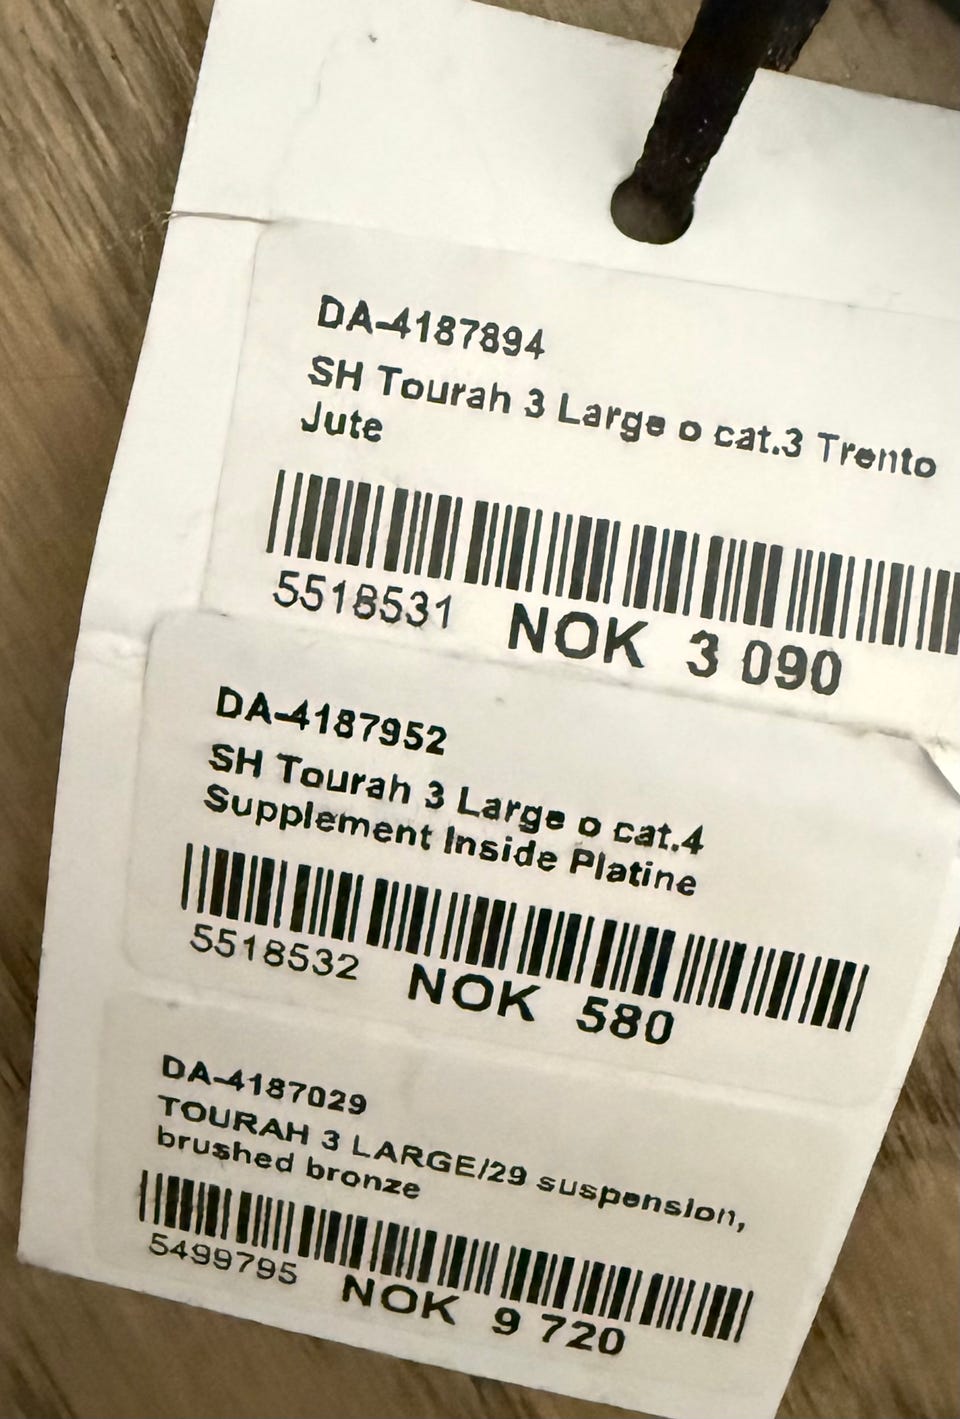 DA-4187894
SH Tourah 3 Large o cat.3 Trento
Jute
5518531 NOK 3 090
DA-4187952
SH Tourah 3 Large o cat.4
Supplement Inside Platine
5518532 NOK 580
DA-4187029
TOURAH 3 LARGE/29 suspension,
brushed bronze
5499795 NOK 9 720